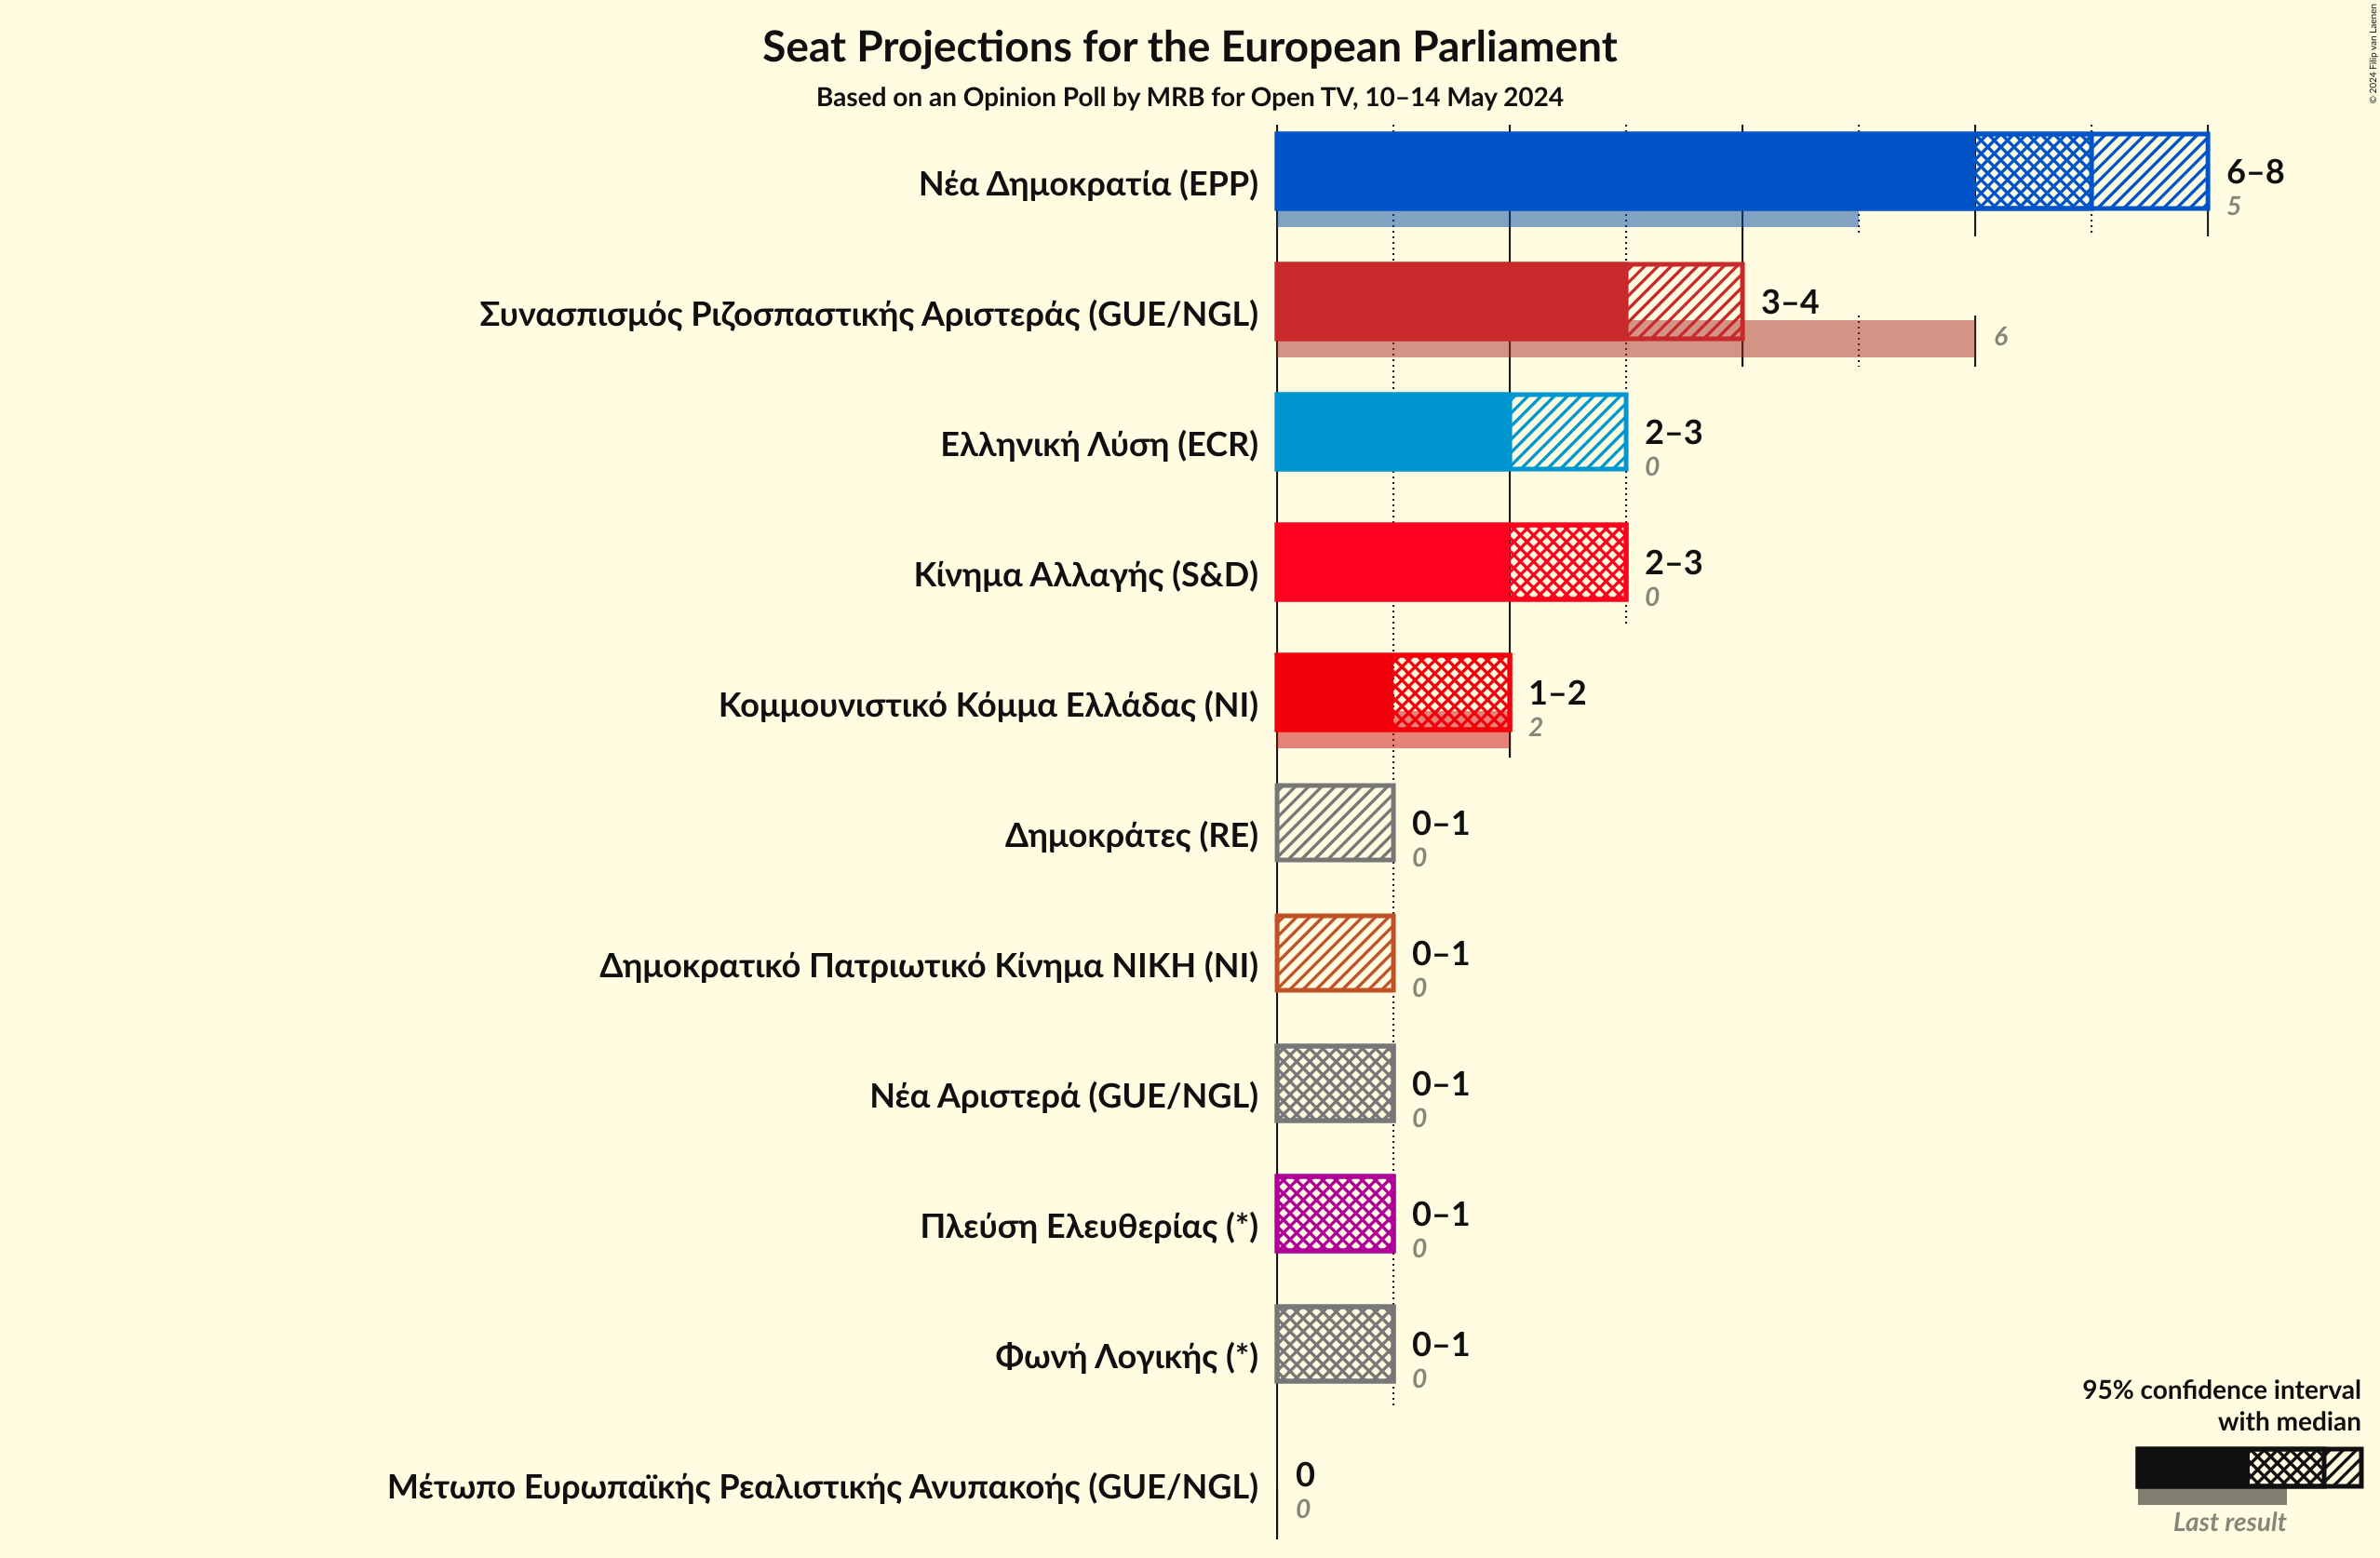 Seat Projections for the European Parliament
Based on an Opinion Poll by MRB for Open TV, 10–14 May 2024
© 2024 Filip van Laenen
Νέα Δημοκρατία (EPP)
6–8
5
Συνασπισμός Ριζοσπαστικής Αριστεράς (GUE/NGL)
3–4
6
Ελληνική Λύση (ECR)
2–3
0
Κίνημα Αλλαγής (S&D)
2–3
0
Κομμουνιστικό Κόμμα Ελλάδας (NI)
1–2
2
Δημοκράτες (RE)
0–1
0
Δημοκρατικό Πατριωτικό Κίνημα ΝΙΚΗ (NI)
0–1
0
Νέα Αριστερά (GUE/NGL)
0–1
0
Πλεύση Ελευθερίας (*)
0–1
0
Φωνή Λογικής (*)
0–1
0
Μέτωπο Ευρωπαϊκής Ρεαλιστικής Ανυπακοής (GUE/NGL)
0
0
95% confidence interval
with median
Last result